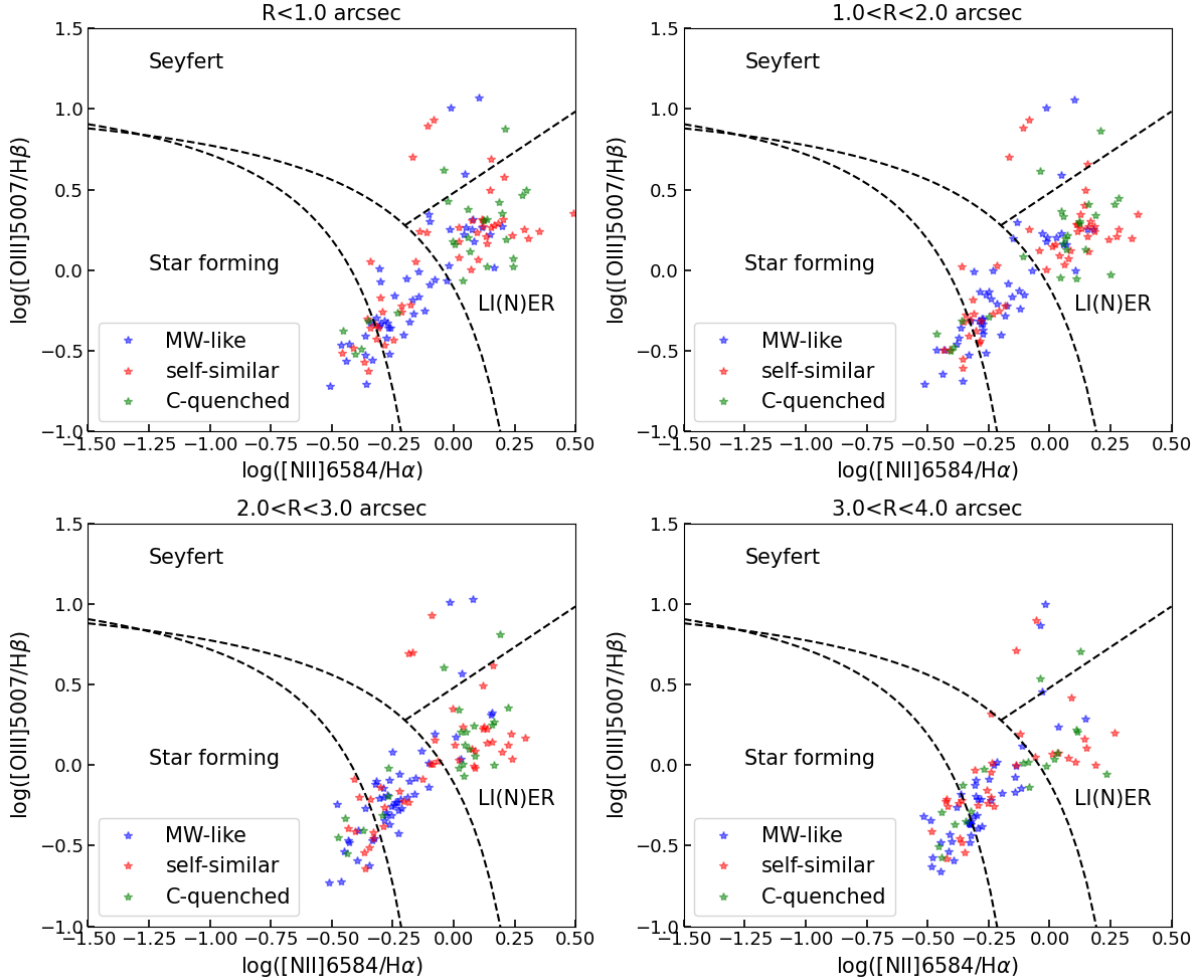 R<1.0 arcsec
1.5
1.0
0.5
0.0
−0.5
−1.0
log([OIII]5007/Hβ)
Seyfert
Star forming
LI(N)ER
MW-like
self-similar
C-quenched
−1.50 −1.25 −1.00 −0.75 −0.50 −0.25 0.00 0.25 0.50
log([NII]6584/Hα)
1.0<R<2.0 arcsec
1.5
1.0
0.5
0.0
−0.5
−1.0
log([OIII]5007/Hβ)
Seyfert
Star forming
LI(N)ER
MW-like
self-similar
C-quenched
−1.50 −1.25 −1.00 −0.75 −0.50 −0.25 0.00 0.25 0.50
log([NII]6584/Hα)
2.0<R<3.0 arcsec
1.5
1.0
0.5
0.0
−0.5
−1.0
log([OIII]5007/Hβ)
Seyfert
Star forming
LI(N)ER
MW-like
self-similar
C-quenched
−1.50 −1.25 −1.00 −0.75 −0.50 −0.25 0.00 0.25 0.50
log([NII]6584/Hα)
3.0<R<4.0 arcsec
1.5
1.0
0.5
0.0
−0.5
−1.0
log([OIII]5007/Hβ)
Seyfert
Star forming
LI(N)ER
MW-like
self-similar
C-quenched
−1.50 −1.25 −1.00 −0.75 −0.50 −0.25 0.00 0.25 0.50
log([NII]6584/Hα)